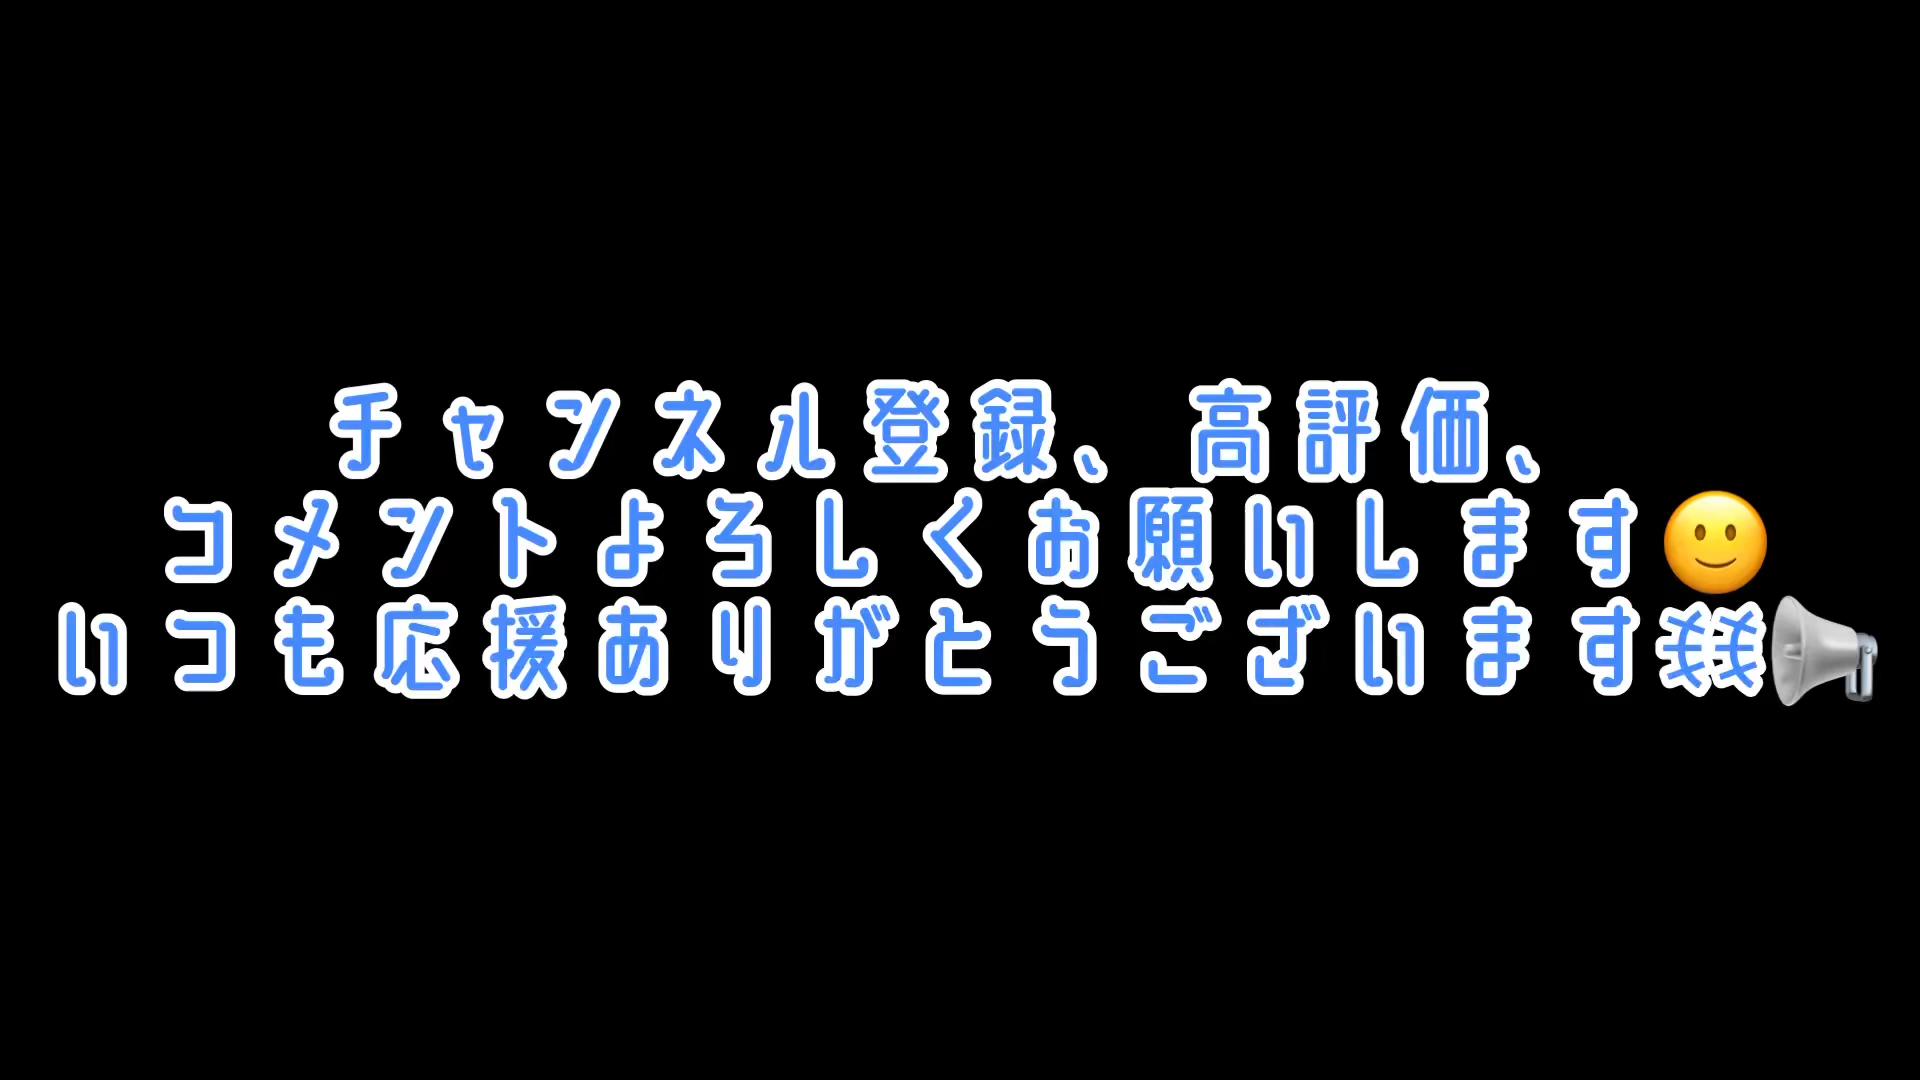 チャンネル登録、高評価、
コメントよろしくお願いします🙂
いつも応援ありがとうございます𖤐𖤐📢